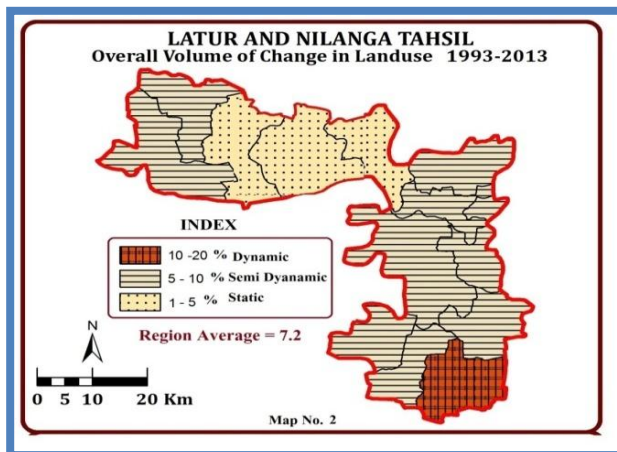 LATUR AND NILANGA TAHSIL
Overall Volume of Change in Landuse 1993-2013
INDEX
10 -20 % Dynamic
5 - 10 % Semi Dyanamic
1 - 5 % Static
Region Average = 7.2
N
0 5 10 20 Km
Map No. 2